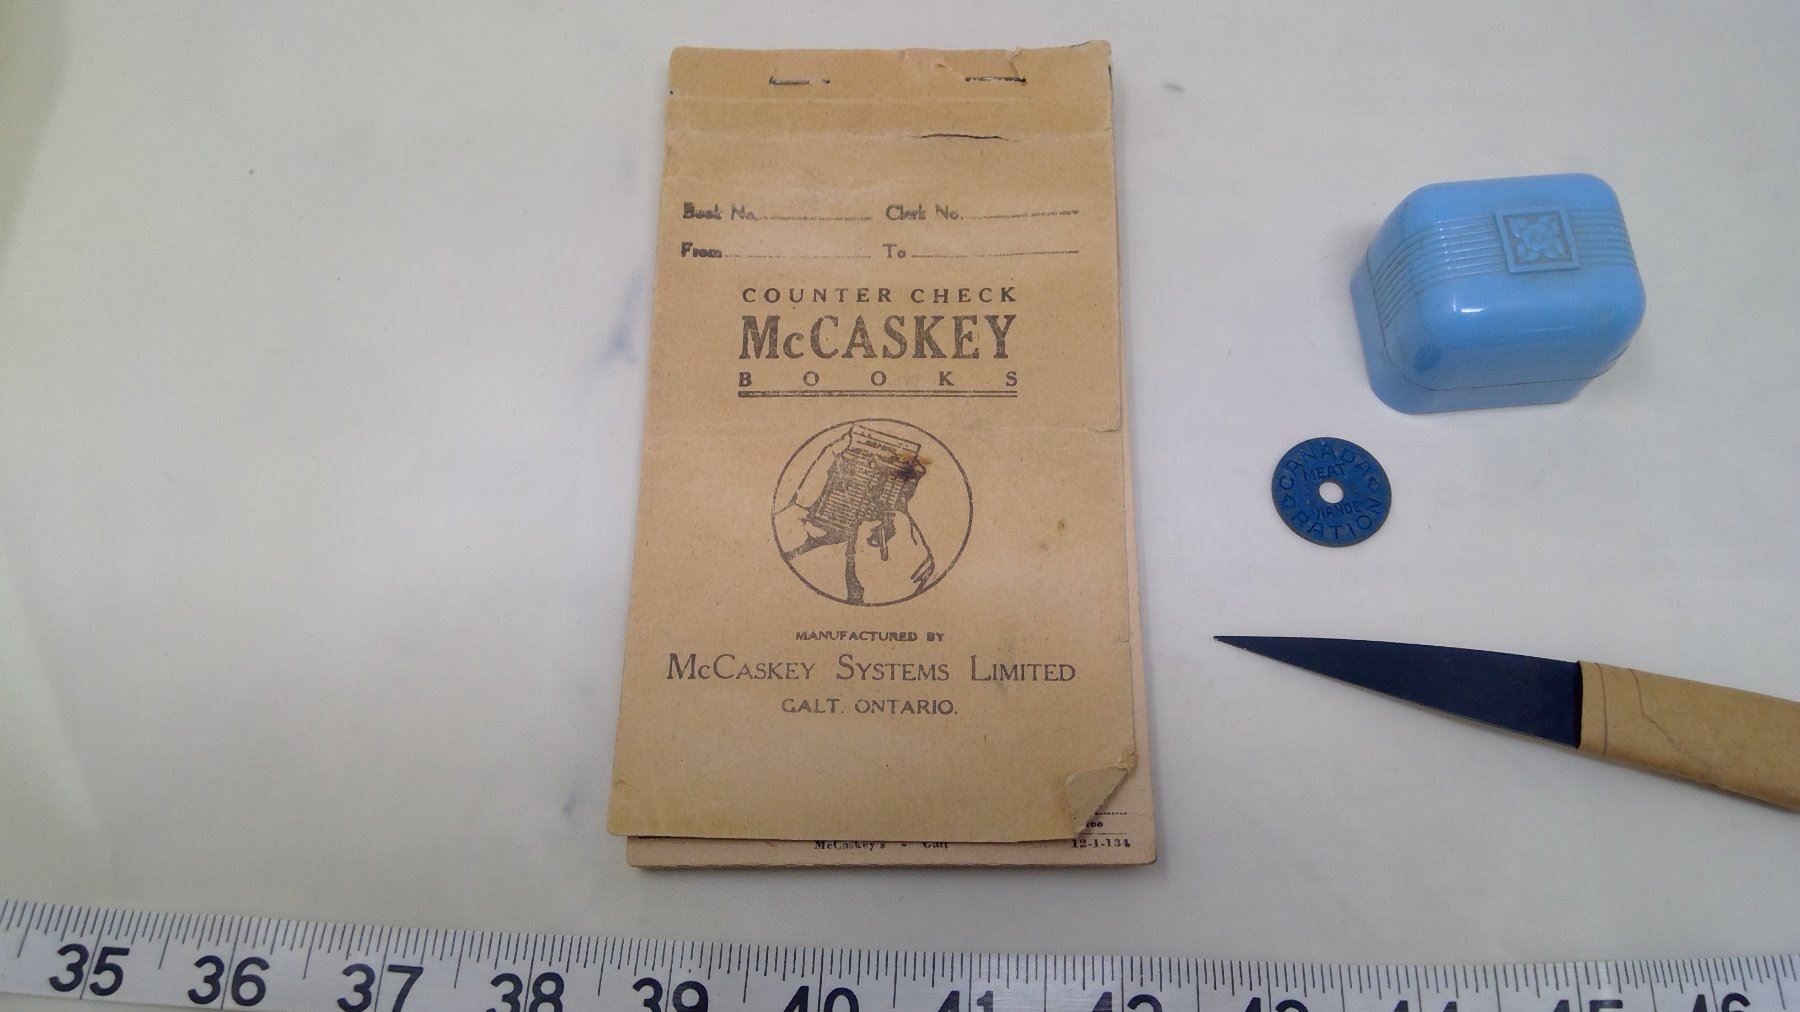 Book No. Clerk No.
From To
COUNTER CHECK
McCASKEY
BOOKS
MANUFACTURED BY
McCASKEY SYSTEMS LIMITED
GALT. ONTARIO.
McCaskey's - Galt 12-1-134
CANADA
MEAT
VIANDE
RATION
35 36 37 38 39 40 41 42 43 44 45 46